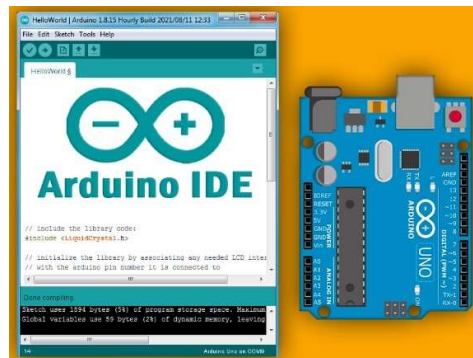 HelloWorld | Arduino 1.8.15 Hourly Build 2021/08/11 12:33
File Edit Sketch Tools Help
HelloWorld §
Arduino IDE
// include the library code:
#include <LiquidCrystal.h>
// initialize the library by associating any needed LCD inter
// with the arduino pin number it is connected to
Done compiling.
Sketch uses 1594 bytes (5%) of program storage space. Maximum
Global variables use 59 bytes (2%) of dynamic memory, leaving
14
Arduino Uno on COM9
IOREF
RESET
3.3V
5V
GND
GND
Vin
POWER
A0
A1
A2
A3
A4
A5
ANALOG IN
AREF
GND
13
12
~11
~10
~9
8
7
~6
~5
4
~3
2
TX-1
RX-0
DIGITAL (PWM ~)
TX
RX
L
ON
ARDUINO
UNO